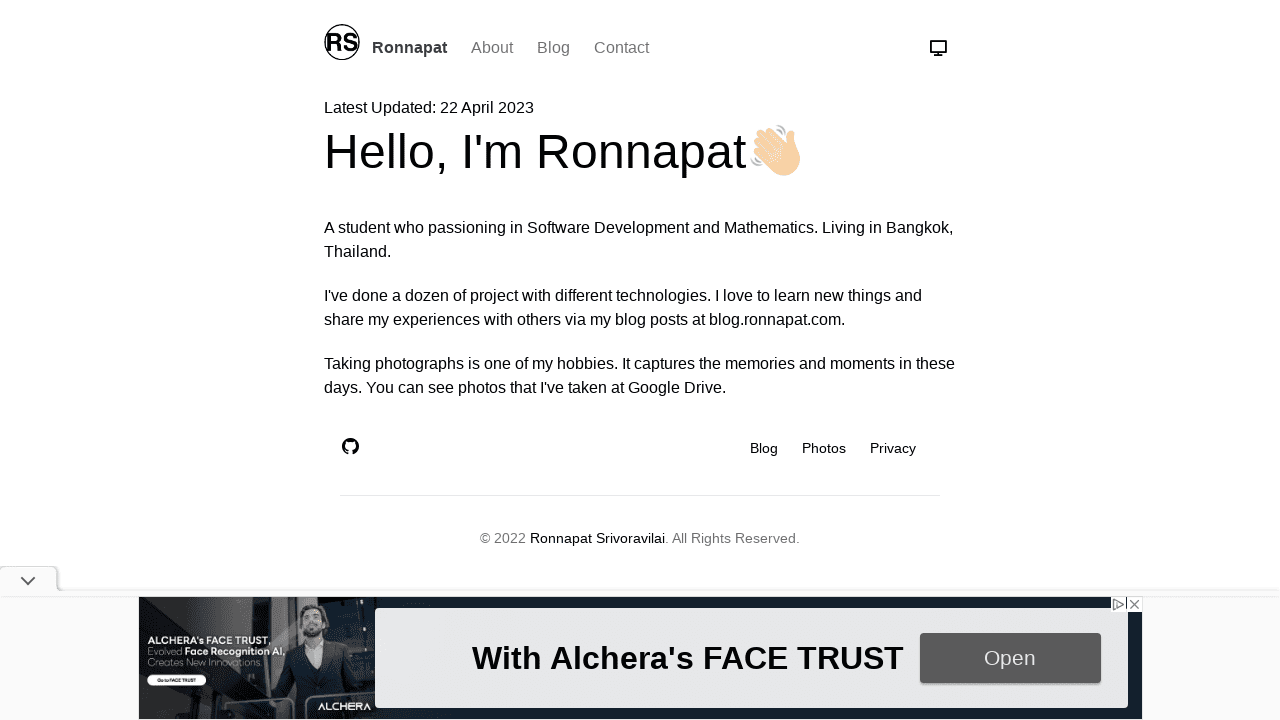 RS Ronnapat About Blog Contact
Latest Updated: 22 April 2023
Hello, I'm Ronnapat
A student who passioning in Software Development and Mathematics. Living in Bangkok,
Thailand.
I've done a dozen of project with different technologies. I love to learn new things and
share my experiences with others via my blog posts at blog.ronnapat.com.
Taking photographs is one of my hobbies. It captures the memories and moments in these
days. You can see photos that I've taken at Google Drive.
Blog Photos Privacy
© 2022 Ronnapat Srivoravilai. All Rights Reserved.
ALCHERA's FACE TRUST,
Evolved Face Recognition AI,
Creates New Innovations.
Go to FACE TRUST
ALCHERA
With Alchera's FACE TRUST
Open